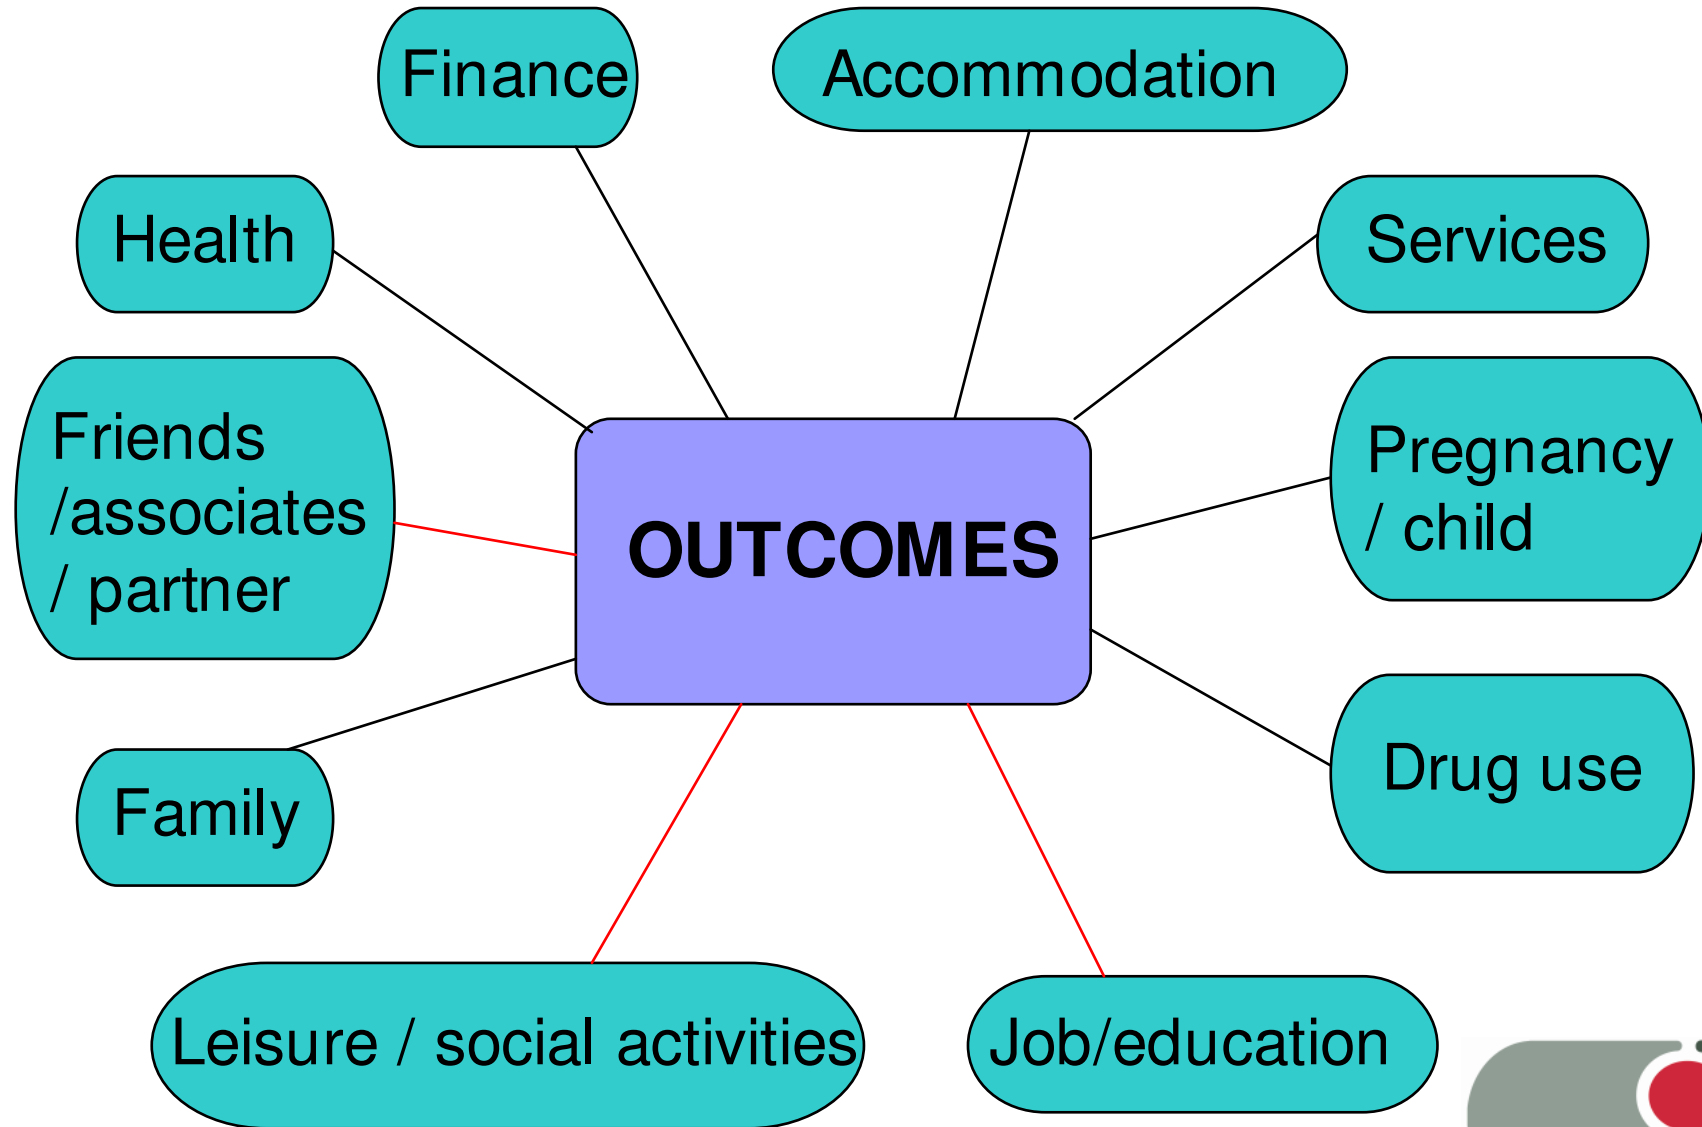 Finance
Accommodation
Health
Services
Friends
/associates
/ partner
Pregnancy
/ child
OUTCOMES
Drug use
Family
Leisure / social activities
Job/education